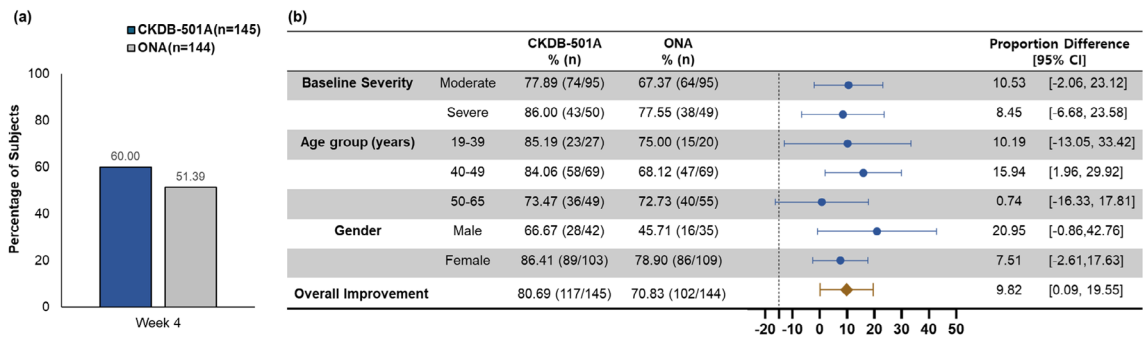 (a)
CKDB-501A(n=145)
ONA(n=144)
Percentage of Subjects
100
80
60
40
20
0
60.00
51.39
Week 4
(b)
CKDB-501A % (n) ONA % (n) Proportion Difference [95% CI]
Baseline Severity Moderate 77.89 (74/95) 67.37 (64/95) 10.53 [-2.06, 23.12]
Severe 86.00 (43/50) 77.55 (38/49) 8.45 [-6.68, 23.58]
Age group (years) 19-39 85.19 (23/27) 75.00 (15/20) 10.19 [-13.05, 33.42]
40-49 84.06 (58/69) 68.12 (47/69) 15.94 [1.96, 29.92]
50-65 73.47 (36/49) 72.73 (40/55) 0.74 [-16.33, 17.81]
Gender Male 66.67 (28/42) 45.71 (16/35) 20.95 [-0.86,42.76]
Female 86.41 (89/103) 78.90 (86/109) 7.51 [-2.61,17.63]
Overall Improvement 80.69 (117/145) 70.83 (102/144) 9.82 [0.09, 19.55]
-20 -10 0 10 20 30 40 50